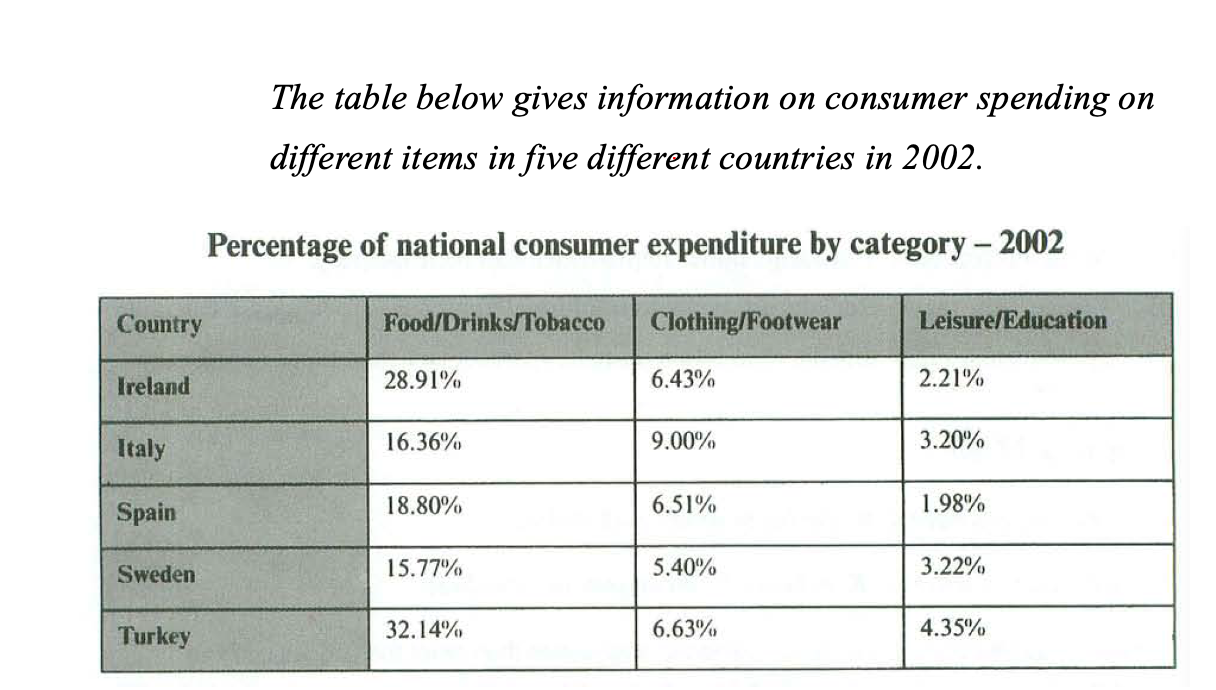 The table below gives information on consumer spending on
different items in five different countries in 2002.
Percentage of national consumer expenditure by category – 2002
Country Food/Drinks/Tobacco Clothing/Footwear Leisure/Education
Ireland 28.91% 6.43% 2.21%
Italy 16.36% 9.00% 3.20%
Spain 18.80% 6.51% 1.98%
Sweden 15.77% 5.40% 3.22%
Turkey 32.14% 6.63% 4.35%